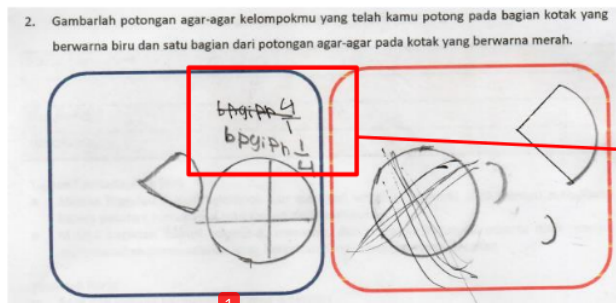 2. Gambarlah potongan agar-agar kelompokmu yang telah kamu potong pada bagian kotak yang
berwarna biru dan satu bagian dari potongan agar-agar pada kotak yang berwarna merah.
bagian 4/1
bagian 1/4
1